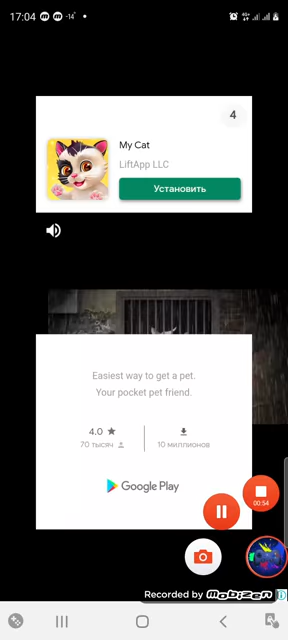 17:04
-14°
4G+
4
My Cat
LiftApp LLC
Установить
Easiest way to get a pet.
Your pocket pet friend.
4.0 ★
70 тысяч
10 миллионов
Google Play
00:54
Recorded by MOBIZEN